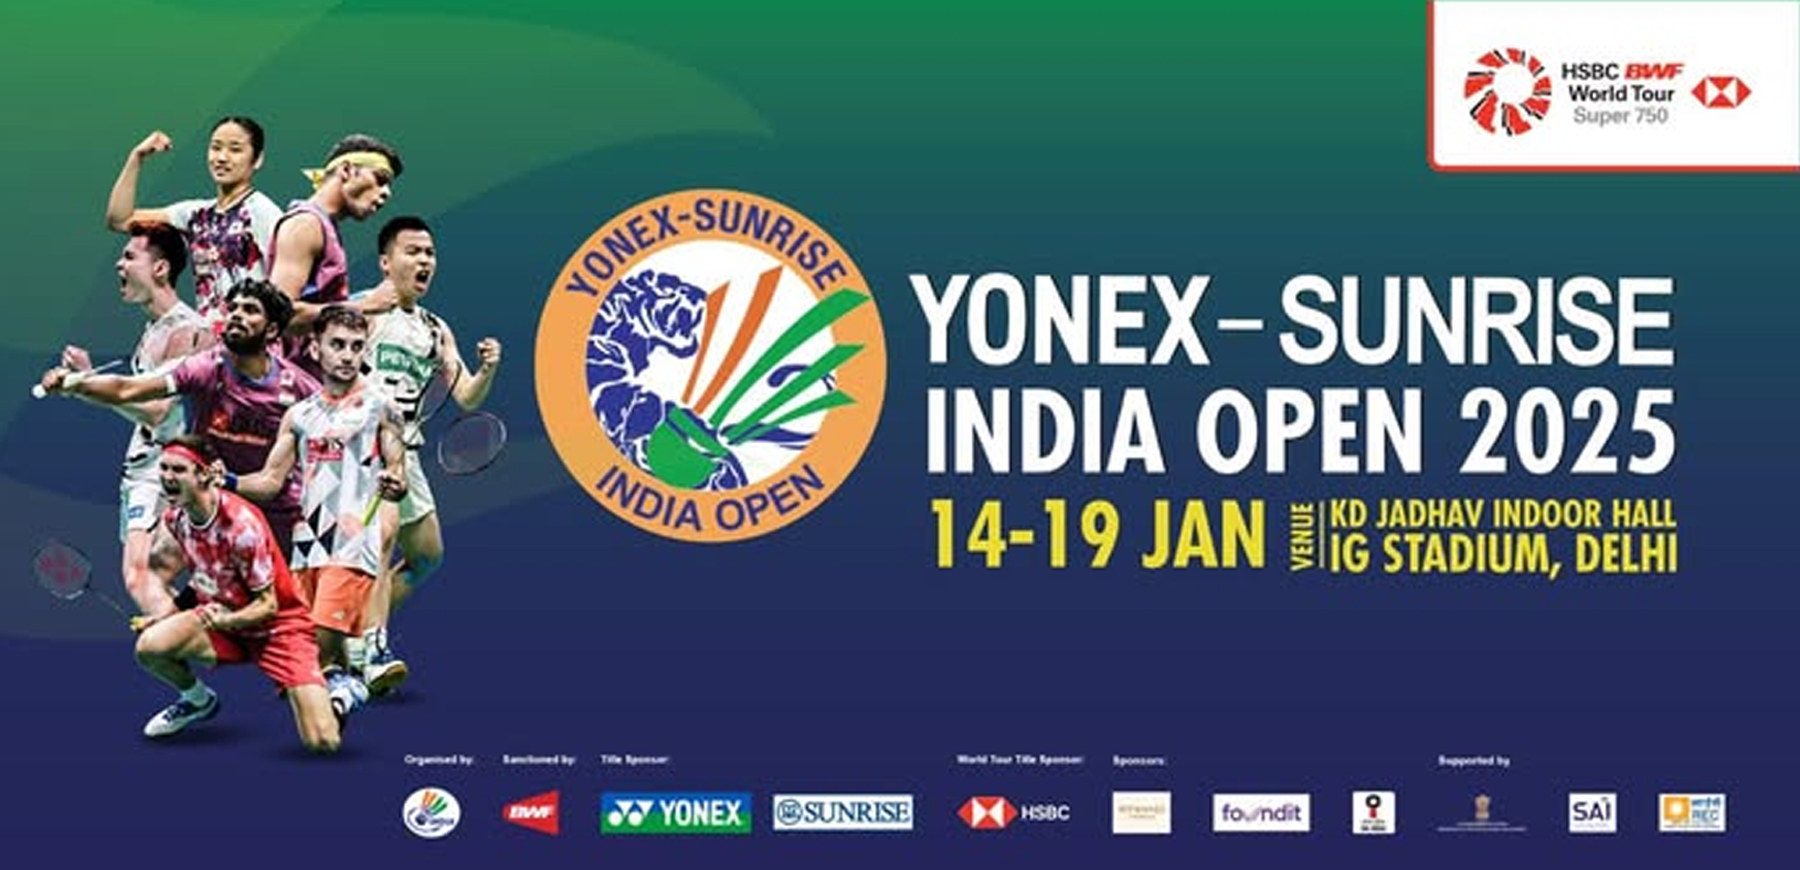 HSBC BWF
World Tour
Super 750
YONEX-SUNRISE
INDIA OPEN
YONEX – SUNRISE
INDIA OPEN 2025
14-19 JAN
VENUE
KD JADHAV INDOOR HALL
IG STADIUM, DELHI
Organised by:
Sanctioned by:
Title Sponsor:
World Tour Title Sponsor:
Sponsors:
Supported by
BWF
YONEX
SUNRISE
HSBC
foundit
SAI
REC